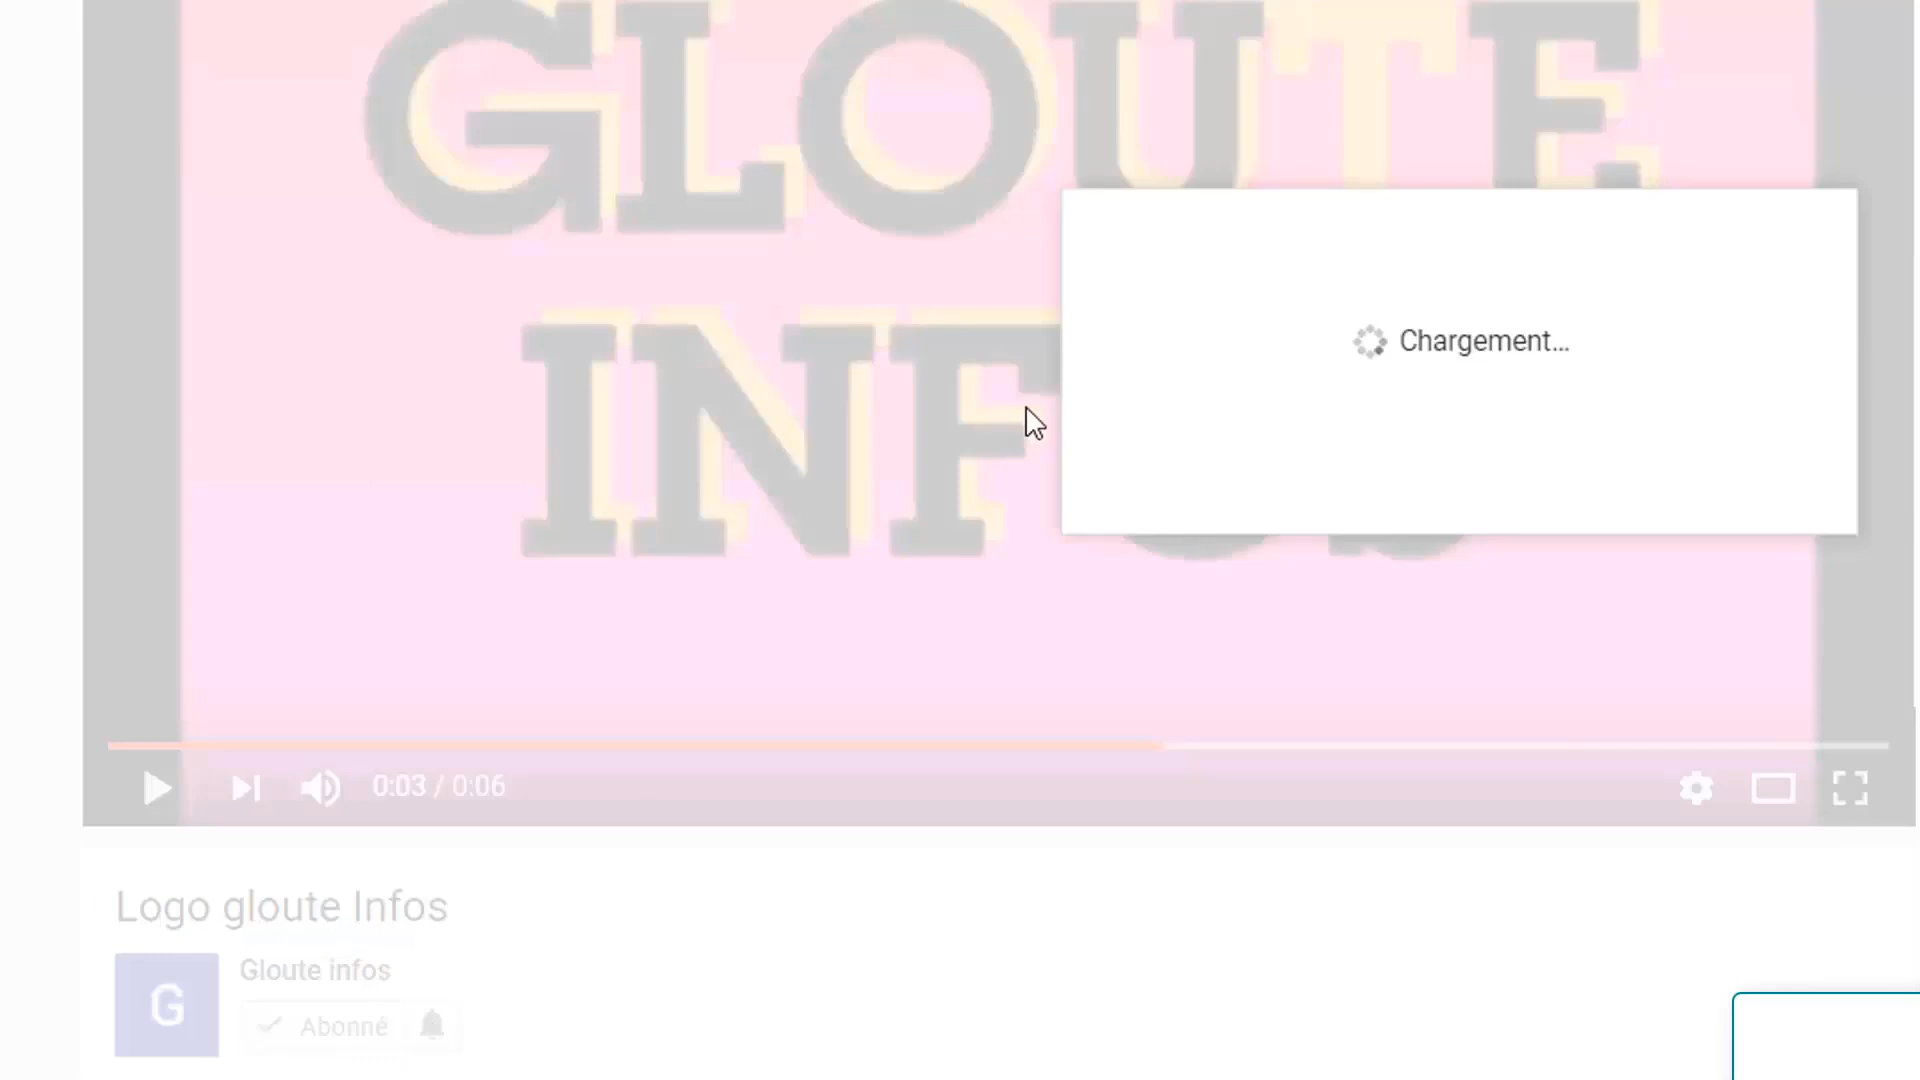 GLOUTE
INF
Chargement...
0:03 / 0:06
Logo gloute Infos
G
Gloute infos
Abonné